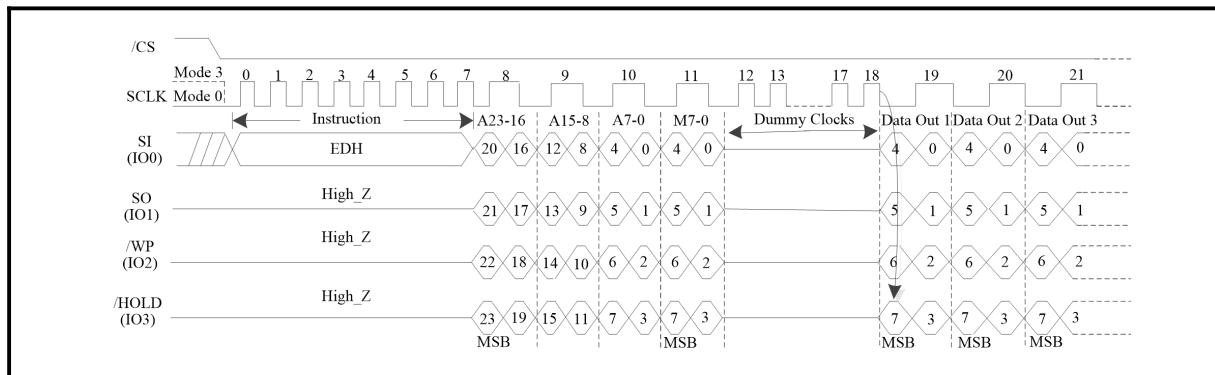 /CS
Mode 3
0 1 2 3 4 5 6 7 8 9 10 11 12 13 17 18 19 20 21
SCLK Mode 0
Instruction A23-16 A15-8 A7-0 M7-0 Dummy Clocks Data Out 1 Data Out 2 Data Out 3
SI
(IO0)
EDH 20 16 12 8 4 0 4 0 4 0 4 0 4 0
High_Z
SO
(IO1)
21 17 13 9 5 1 5 1 5 1 5 1 5 1
High_Z
/WP
(IO2)
22 18 14 10 6 2 6 2 6 2 6 2 6 2
High_Z
/HOLD
(IO3)
23 19 15 11 7 3 7 3 7 3 7 3 7 3
MSB MSB MSB MSB MSB